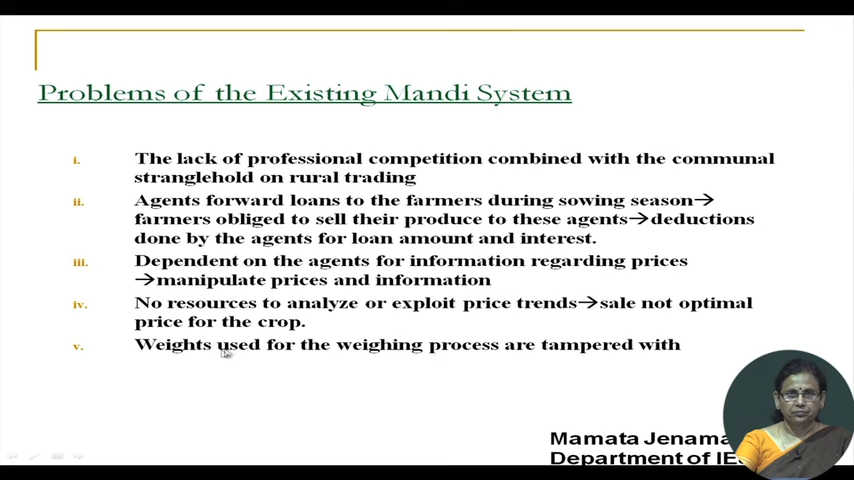 Problems of the Existing Mandi System
i. The lack of professional competition combined with the communal
stranglehold on rural trading
ii. Agents forward loans to the farmers during sowing season→
farmers obliged to sell their produce to these agents→deductions
done by the agents for loan amount and interest.
iii. Dependent on the agents for information regarding prices
→manipulate prices and information
iv. No resources to analyze or exploit price trends→sale not optimal
price for the crop.
v. Weights used for the weighing process are tampered with
Mamata Jenama
Department of